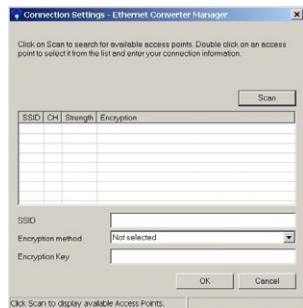 Connection Settings - Ethernet Converter Manager
Click on Scan to search for available access points. Double click on an access
point to select it from the list and enter your connection information.
Scan
SSID CH Strength Encryption
SSID
Encryption method Not selected
Encryption Key
OK Cancel
Click Scan to display available Access Points.